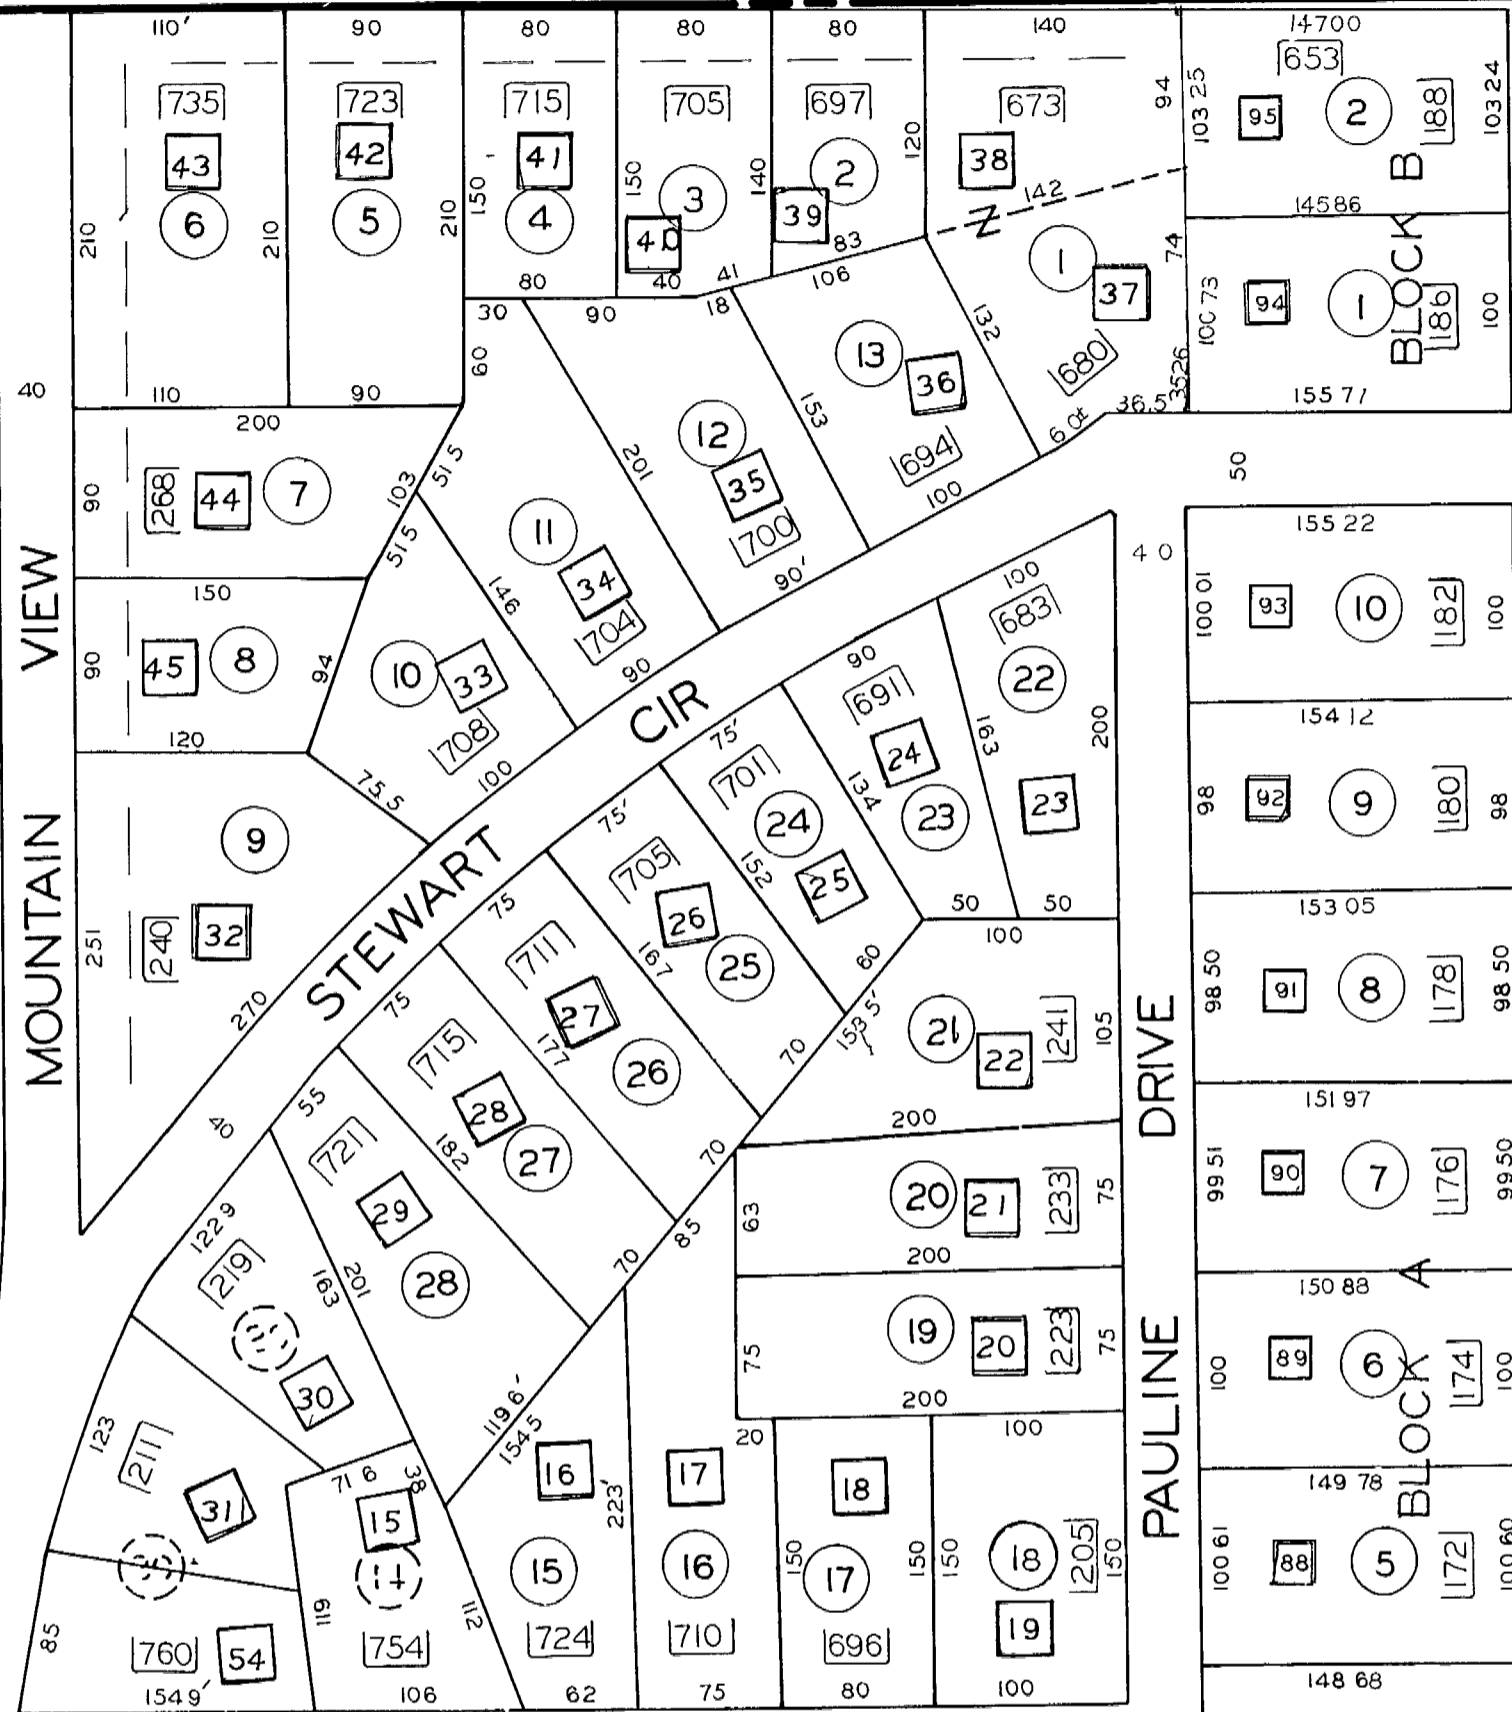 110' 90 80 80 80 140 14700
735 723 715 705 697 673 94 103 25 653 188 103 24
43 42 41 3 2 38 95 2
6 5 4 40 39 142 14586
210 210 210 150 150 140 120
80 40 41 83 Z
30 90 18 106 1 37 74 100 73 94 1 186 100
BLOCK B
60 13 36 132 680 3526
40 110 90 153 694 36.5 155 71
200 12 35 201 700 100 60±
90 268 44 7 103 51 5 50
11 34 704 146 90'
51 5 100 40 155 22
150 90 683 100 01 93 10 182 100
90 45 8 94 10 33 708 90 691 22
120 75.5 100 75' 24 163 200 154 12
MOUNTAIN VIEW
STEWART CIR
9 75' 701 134 23 23 98 92 9 180 98
251 240 32 75 705 24 152 25 50 50 153 05
270 711 26 167 25 60 100
75 27 177 70 153 5' 21 22 241 105 98 50 91 8 178 98 50
40 715 28 26 200 151 97
55 721 182 27 70 20 21 233 75 99 51 90 7 176 99 50
122 9 29 63 200
219 163 201 28 70 85 150 88
30 19 20 223 75 75 100 89 6 174 100
123 119 6' 200
211 71 6 38 154 5 20 100 149 78
31 15 16 223' 17 18
BLOCK A
PAULINE DRIVE
119 112 15 16 150 17 150 150 18 205 150 100 61 88 5 172 100 60
85 760 54 754 724 710 696 19
154 9' 106 62 75 80 100 148 68